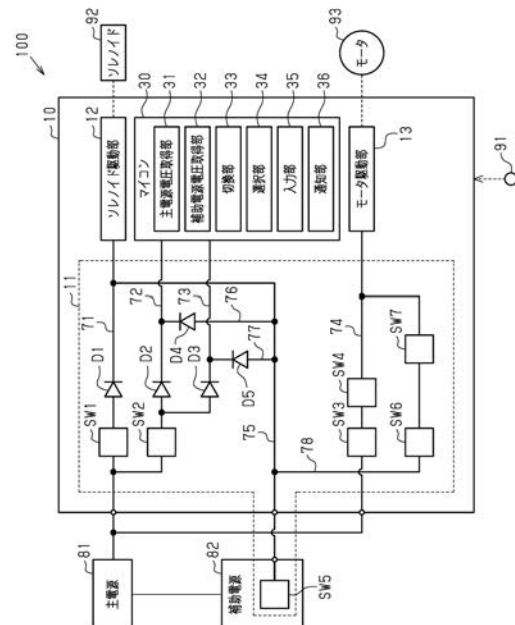 100
ソレノイド
92
モータ
93
10
12
ソレノイド駆動部
30
マイコン
31
主電源電圧取得部
32
補助電源電圧取得部
33
切換部
34
選択部
35
入力部
36
通知部
13
モータ駆動部
91
11
71
72
73
74
75
76
77
78
D1
D2
D3
D4
D5
SW1
SW2
SW3
SW4
SW5
SW6
SW7
81
主電源
82
補助電源